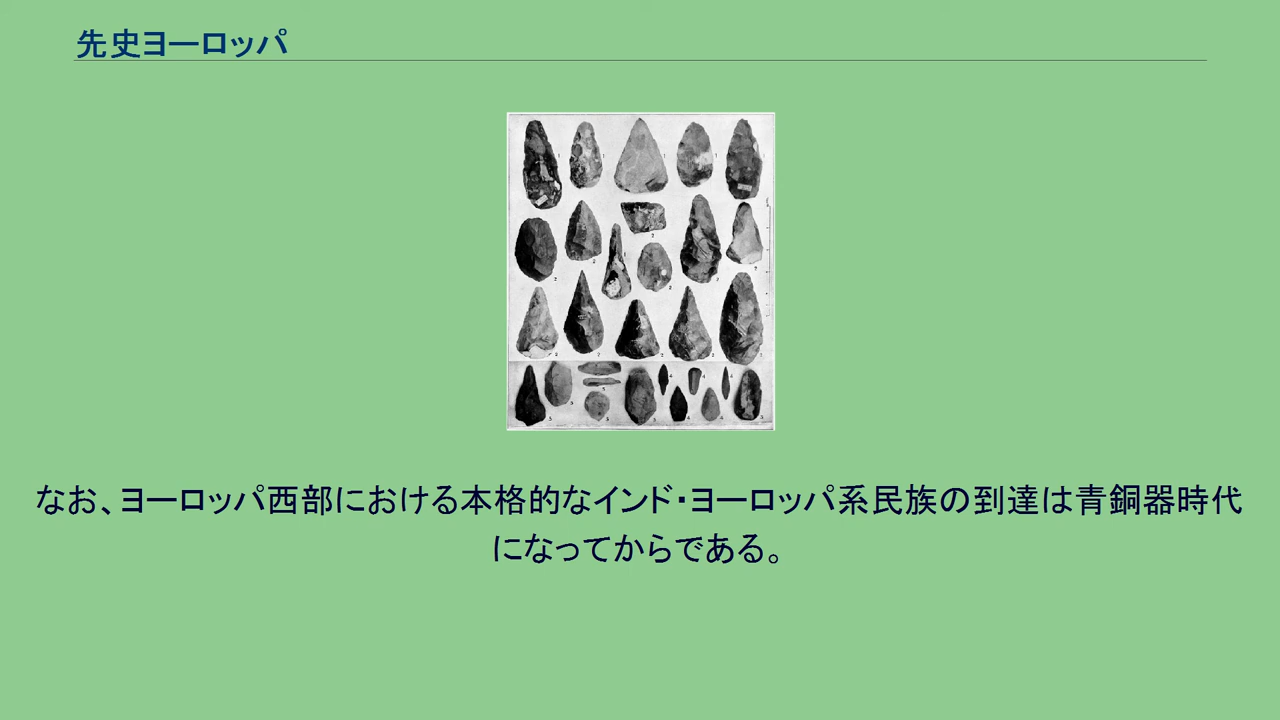 先史ヨーロッパ
なお、ヨーロッパ西部における本格的なインド・ヨーロッパ系民族の到達は青銅器時代
になってからである。